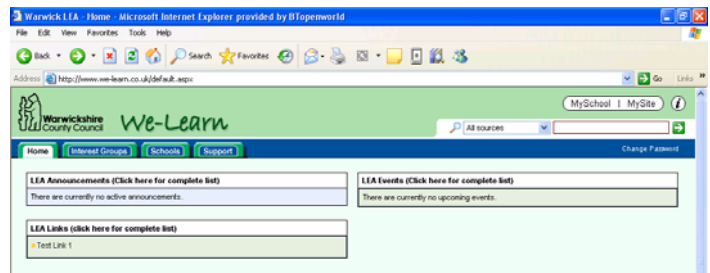 Warwick LEA - Home - Microsoft Internet Explorer provided by BTopenworld
File Edit View Favorites Tools Help
Back Search Favorites
Address http://www.we-learn.co.uk/default.aspx Go Links »
Warwickshire County Council We-Learn MySchool | MySite i
All sources
Home Interest Groups Schools Support Change Password
LEA Announcements (Click here for complete list) LEA Events (Click here for complete list)
There are currently no active announcements. There are currently no upcoming events.
LEA Links (click here for complete list)
Test Link 1